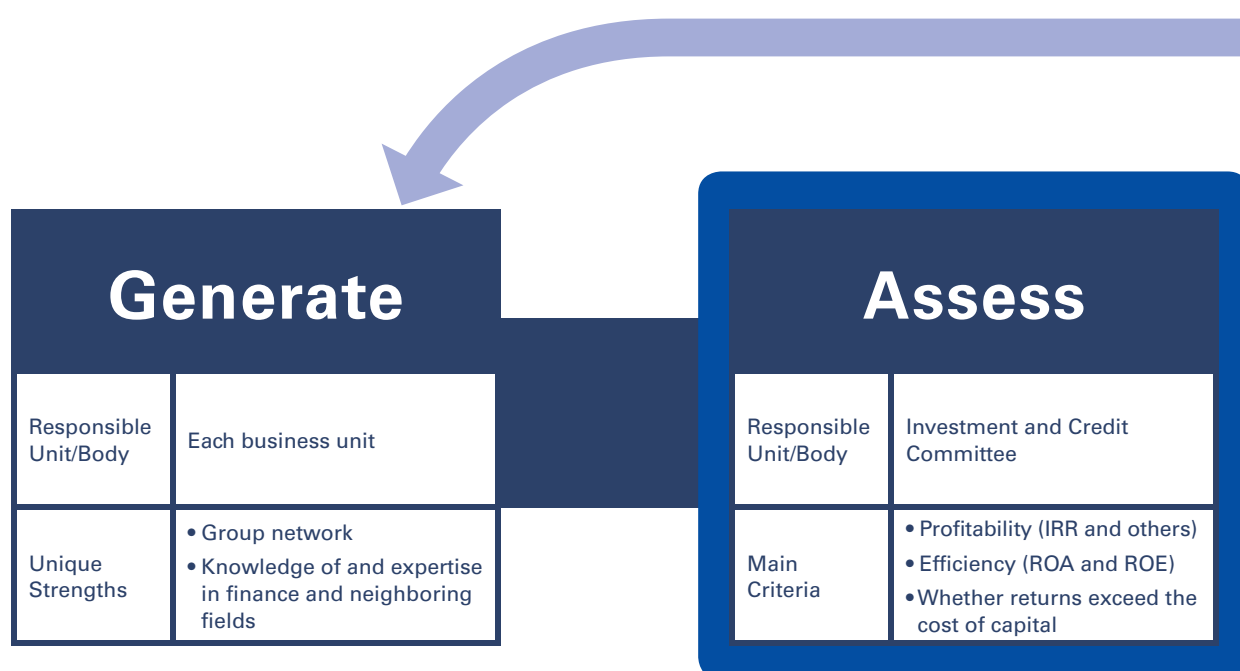 Generate
Responsible
Unit/Body
Each business unit
Unique
Strengths
• Group network
• Knowledge of and expertise
in finance and neighboring
fields
Assess
Responsible
Unit/Body
Investment and Credit
Committee
Main
Criteria
• Profitability (IRR and others)
• Efficiency (ROA and ROE)
• Whether returns exceed the
cost of capital